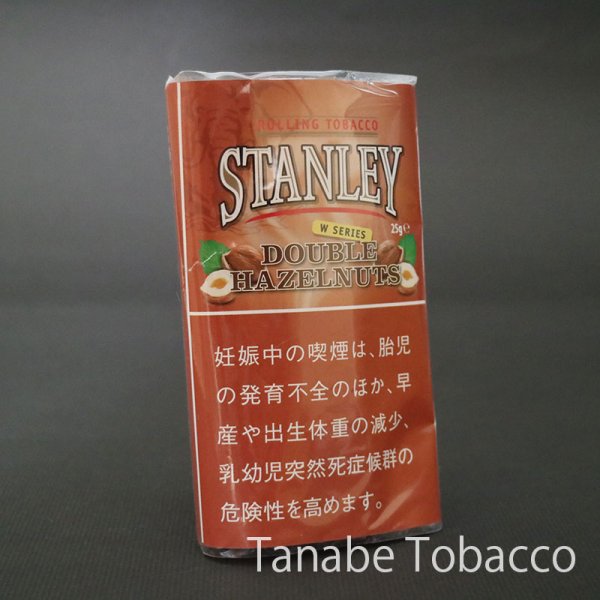 ROLLING TOBACCO
STANLEY
W SERIES
25g ℮
DOUBLE
HAZELNUTS
妊娠中の喫煙は、胎児
の発育不全のほか、早
産や出生体重の減少、
乳幼児突然死症候群の
危険性を高めます。
Tanabe Tobacco